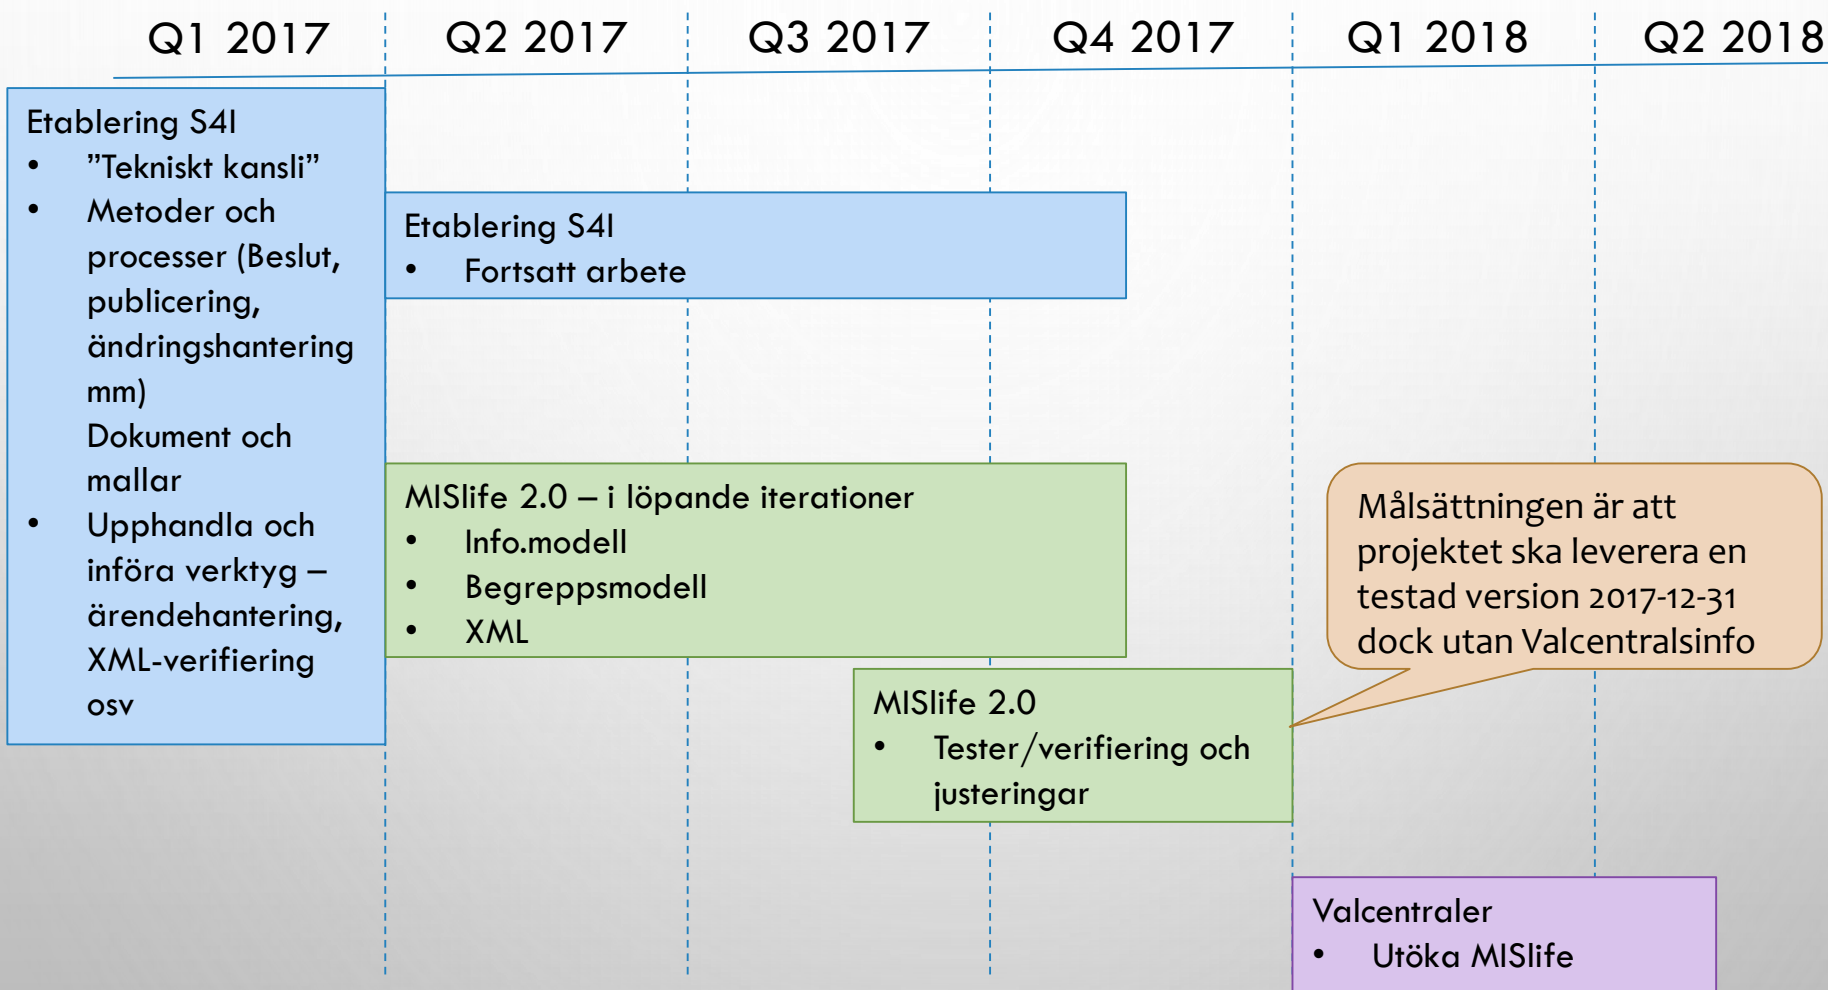 Q1 2017 Q2 2017 Q3 2017 Q4 2017 Q1 2018 Q2 2018
Etablering S4I
• ”Tekniskt kansli”
• Metoder och
processer (Beslut,
publicering,
ändringshantering
mm)
Dokument och
mallar
• Upphandla och
införa verktyg –
ärendehantering,
XML-verifiering
osv
Etablering S4I
• Fortsatt arbete
MISlife 2.0 – i löpande iterationer
• Info.modell
• Begreppsmodell
• XML
Målsättningen är att
projektet ska leverera en
testad version 2017-12-31
dock utan Valcentralsinfo
MISlife 2.0
• Tester/verifiering och
justeringar
Valcentraler
• Utöka MISlife